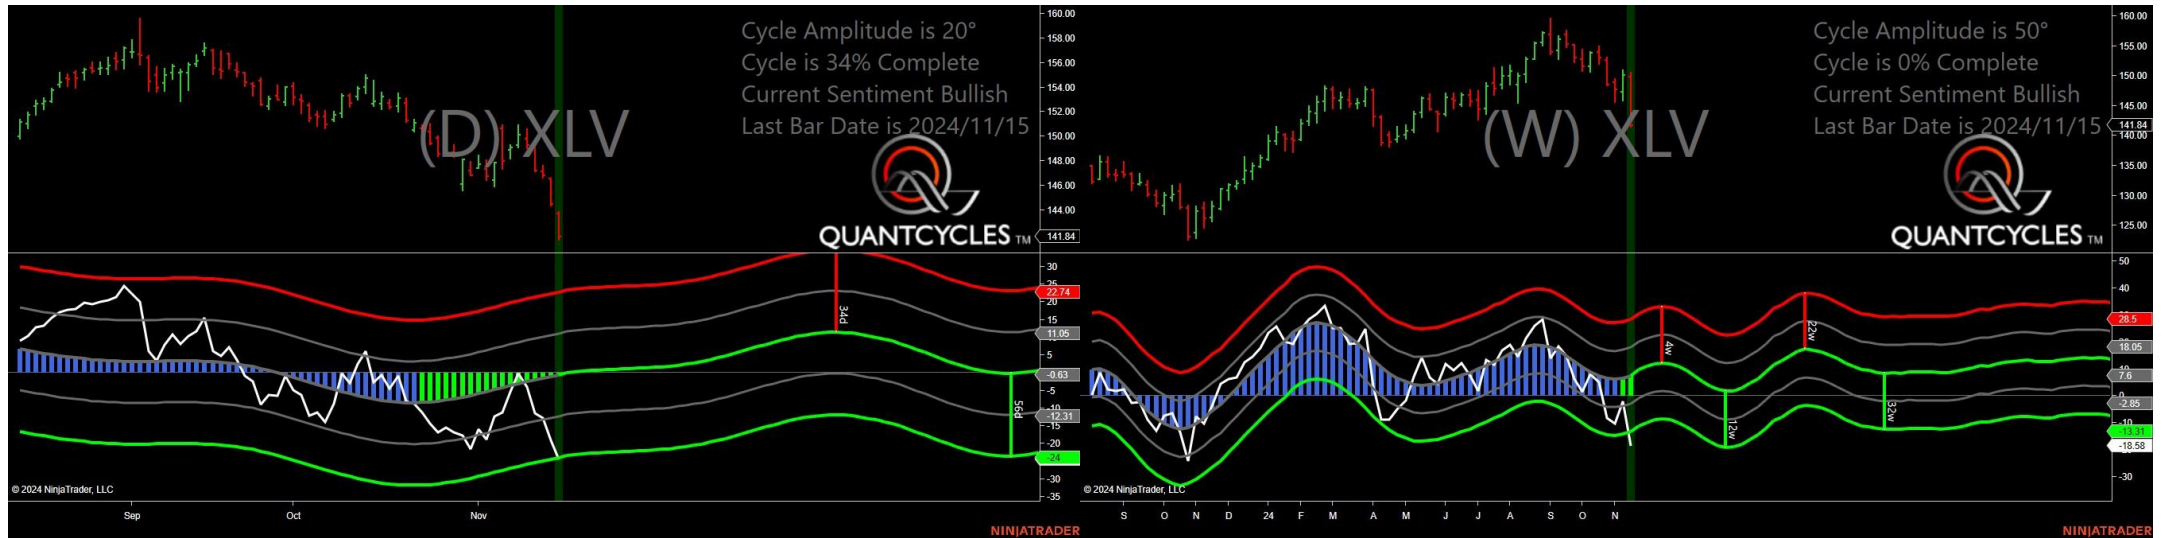 Cycle Amplitude is 20°
Cycle is 34% Complete
Current Sentiment Bullish
Last Bar Date is 2024/11/15
(D) XLV
QUANTCYCLES TM
160.00
158.00
156.00
154.00
152.00
150.00
148.00
146.00
144.00
141.84
30
22.74
20
15
11.05
5
-0.63
-5
-10
-12.31
-15
-20
-24
-30
-35
34d
56d
© 2024 NinjaTrader, LLC
Sep Oct Nov
NINJATRADER
Cycle Amplitude is 50°
Cycle is 0% Complete
Current Sentiment Bullish
Last Bar Date is 2024/11/15
(W) XLV
QUANTCYCLES TM
160.00
155.00
150.00
145.00
141.84
140.00
135.00
130.00
125.00
50
40
28.5
18.05
7.6
0
-2.85
-13.31
-18.58
-30
4w
12w
22w
32w
© 2024 NinjaTrader, LLC
S O N D 24 F M A M J J A S O N
NINJATRADER